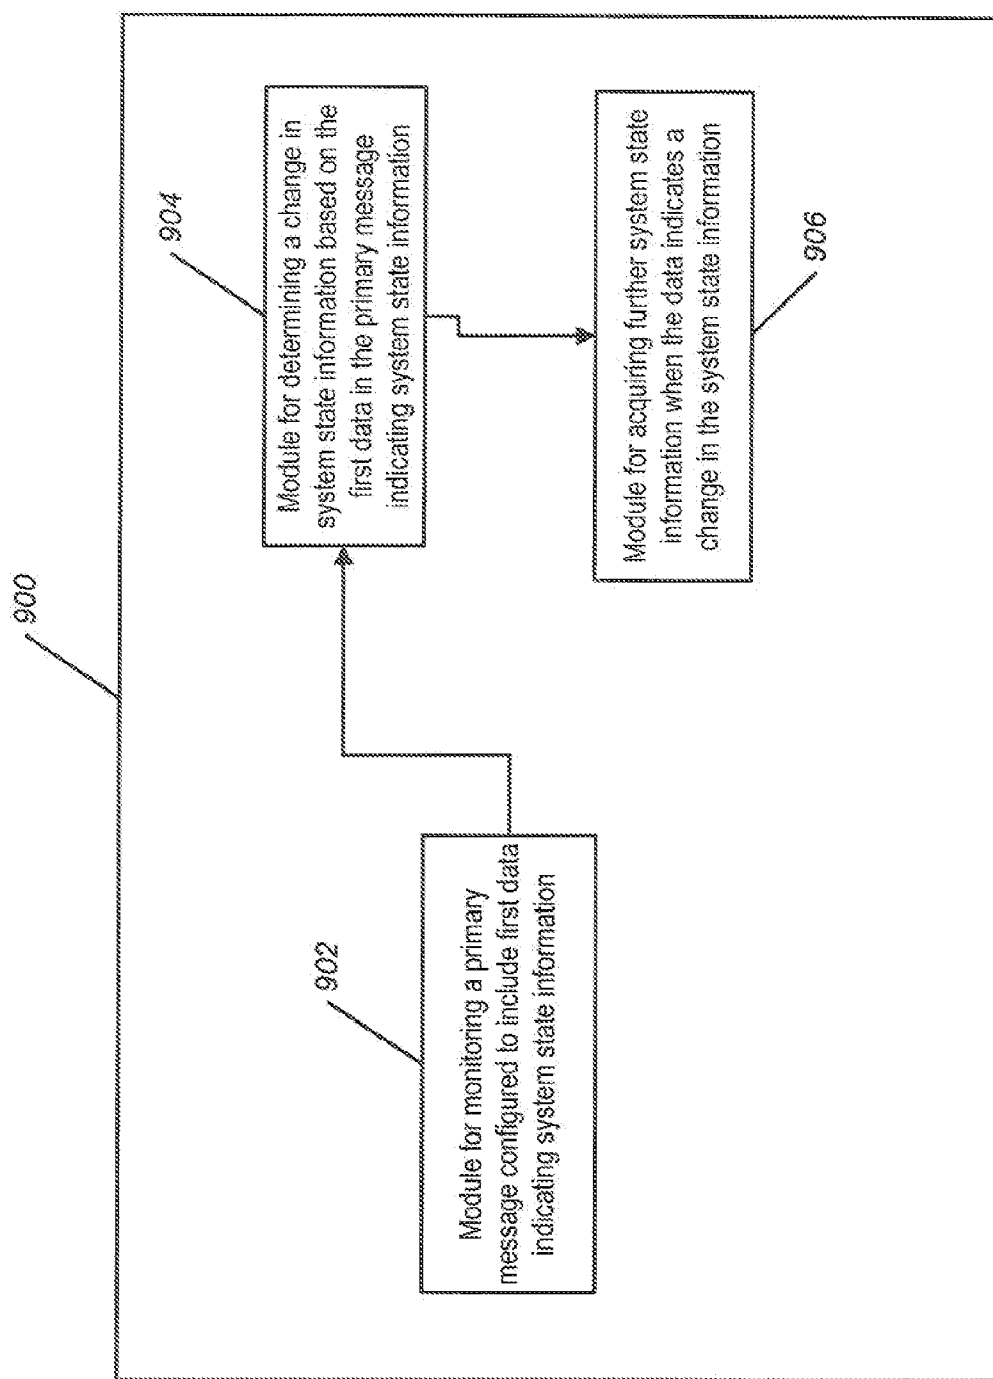 900
902
Module for monitoring a primary
message configured to include first data
indicating system state information
904
Module for determining a change in
system state information based on the
first data in the primary message
indicating system state information
Module for acquiring further system state
information when the data indicates a
change in the system state information
906